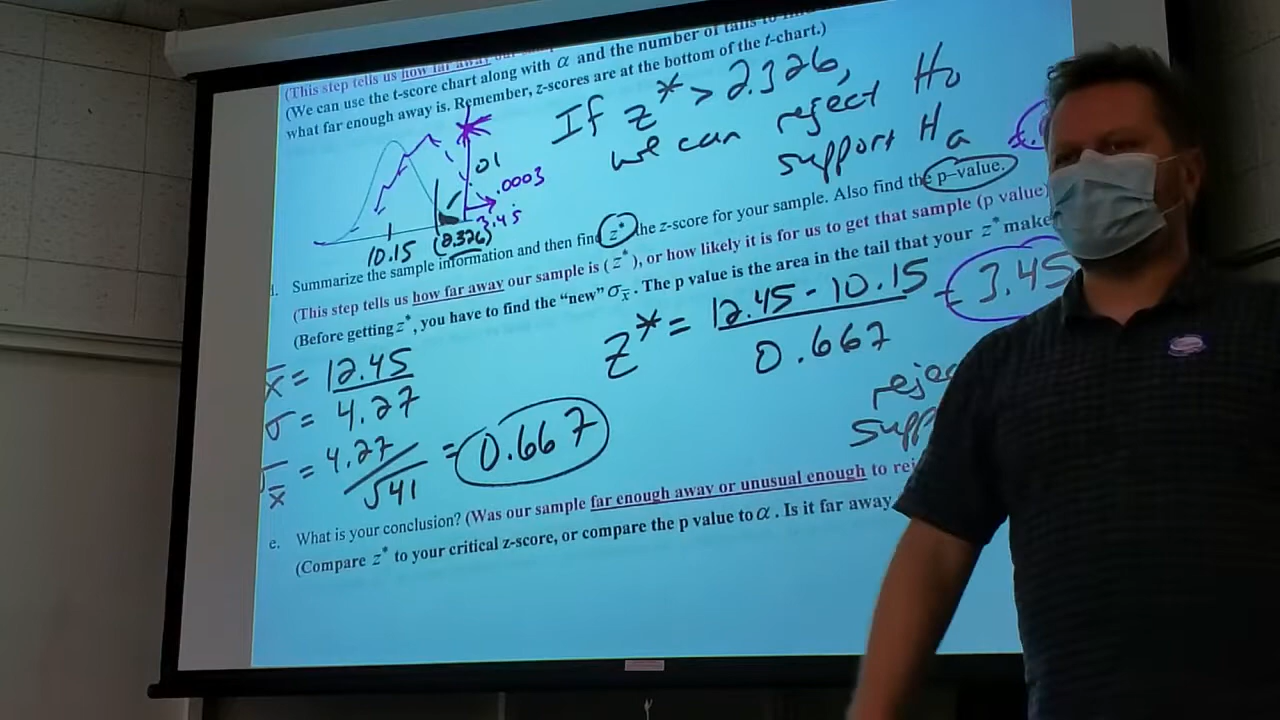 (This step tells us how far away our
(We can use the t-score chart along with α and the number of tails to
what far enough away is. Remember, z-scores are at the bottom of the t-chart.)
If z* > 2.326,
we can reject Ho
support Ha
.01
.0003
3.45
10.15 (2.326)
d. Summarize the sample information and then find z* the z-score for your sample. Also find the p–value.
(This step tells us how far away our sample is (z*), or how likely it is for us to get that sample (p value)
(Before getting z*, you have to find the “new” σx̄. The p value is the area in the tail that your z* make
z* = 12.45 - 10.15 / 0.667 = 3.45
x̄ = 12.45
σ = 4.27
σx̄ = 4.27/√41 = 0.667
rejec
supp
e. What is your conclusion? (Was our sample far enough away or unusual enough to rej
(Compare z* to your critical z-score, or compare the p value to α. Is it far away